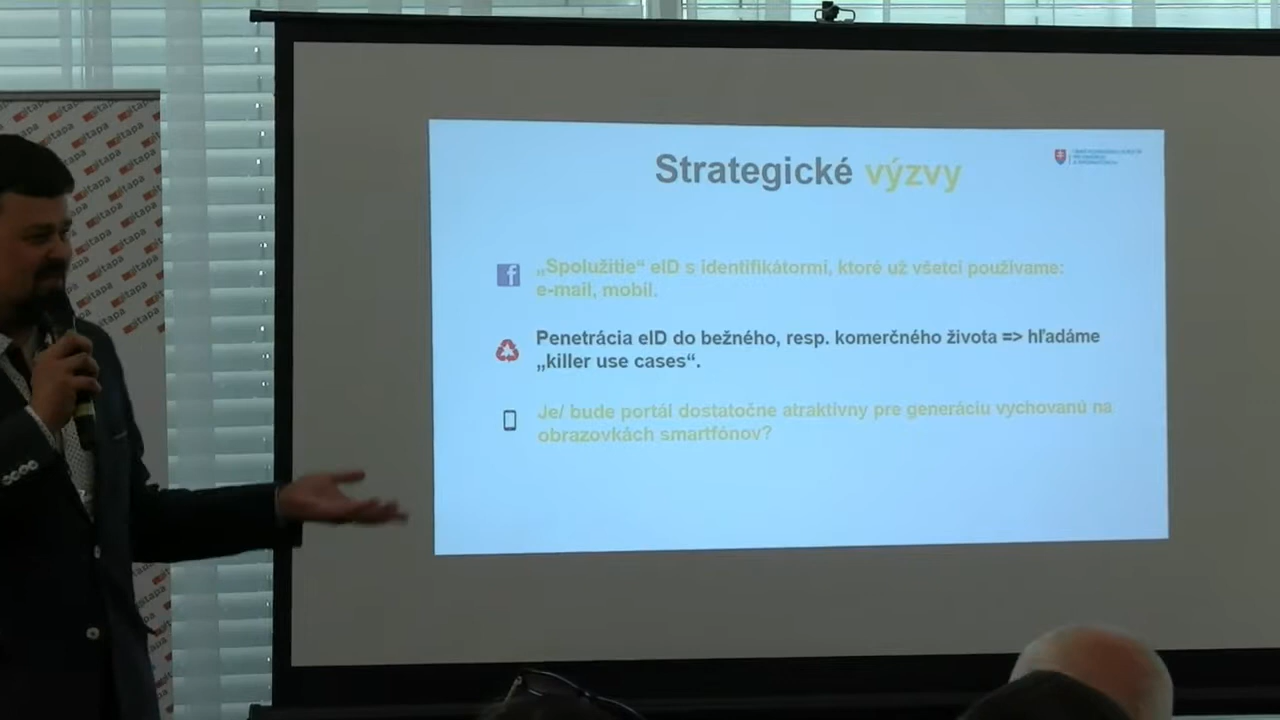 Strategické výzvy
„Spolužitie“ eID s identifikátormi, ktoré už všetci používame:
e-mail, mobil.
Penetrácia eID do bežného, resp. komerčného života => hľadáme
„killer use cases“.
Je/ bude portál dostatočne atraktívny pre generáciu vychovanú na
obrazovkách smartfónov?
itapa